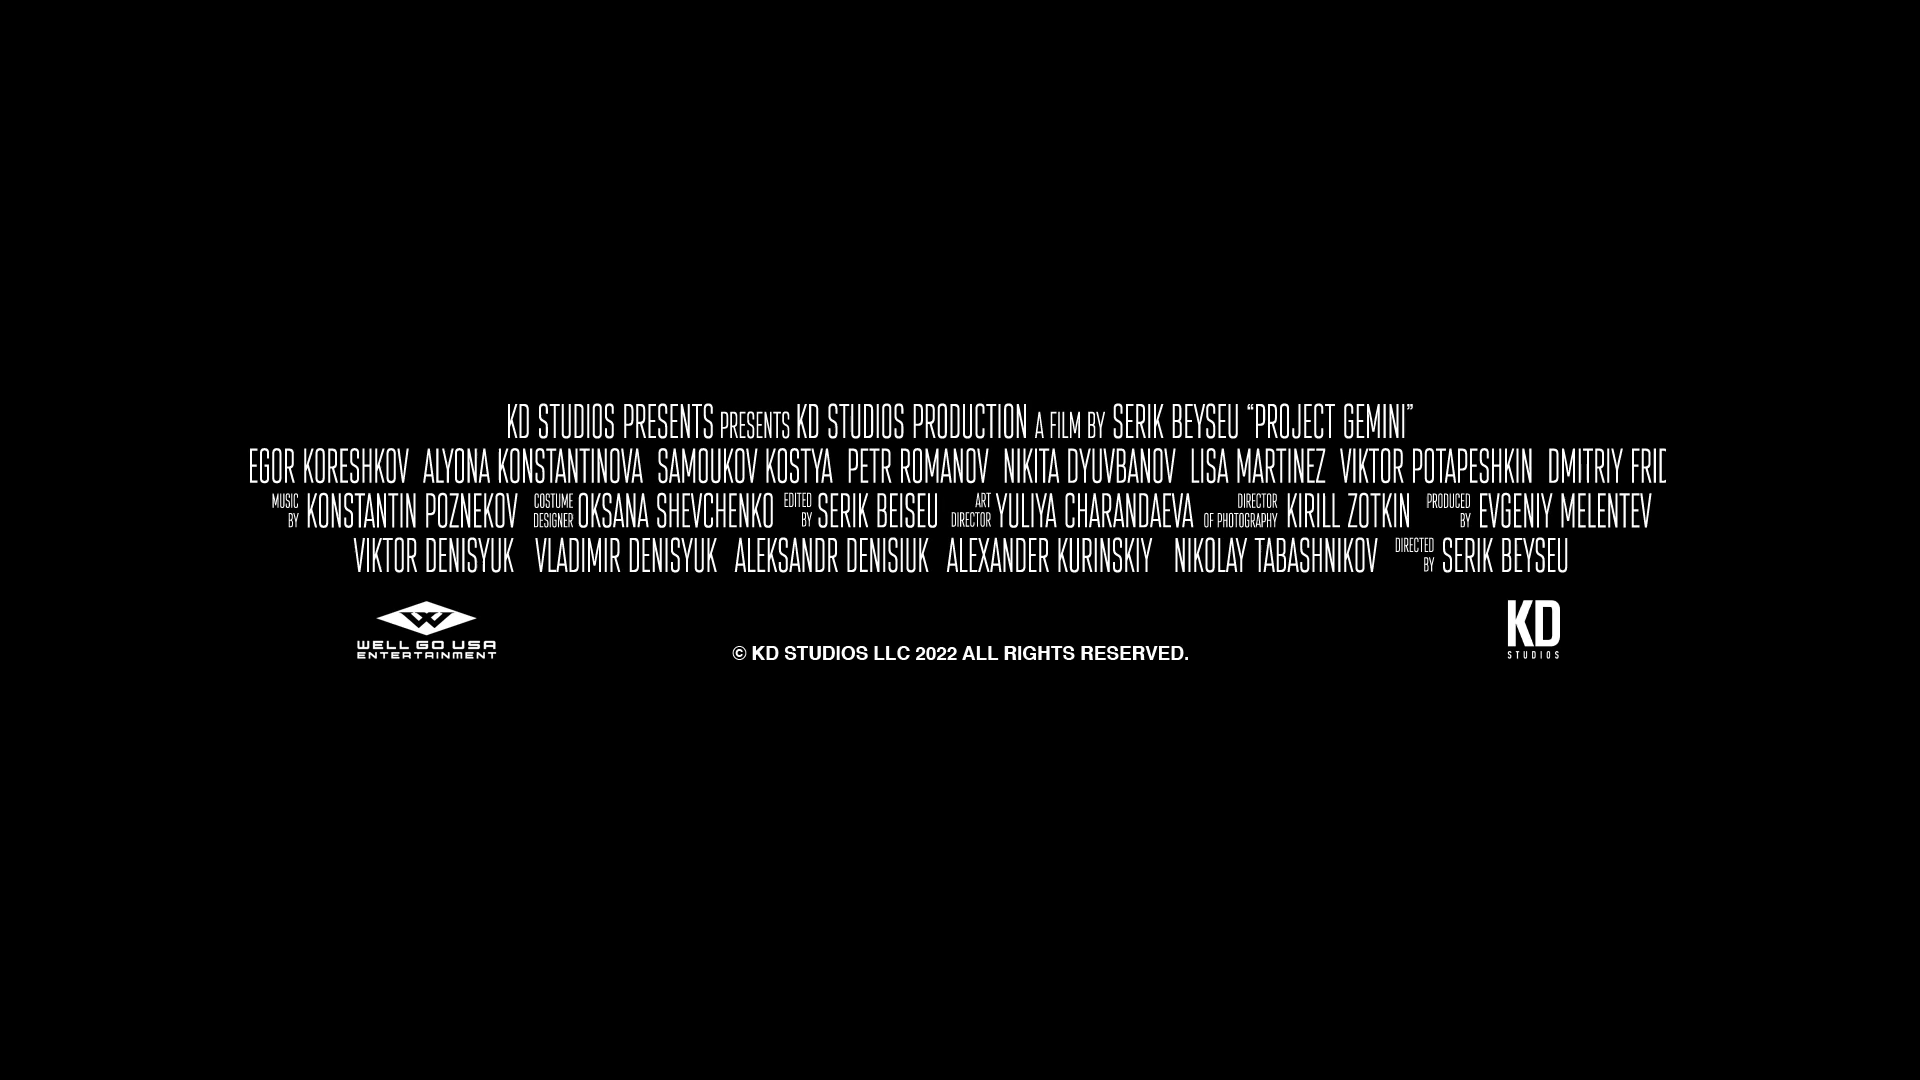 KD STUDIOS PRESENTS PRESENTS KD STUDIOS PRODUCTION A FILM BY SERIK BEYSEU “PROJECT GEMINI”
EGOR KORESHKOV ALYONA KONSTANTINOVA SAMOUKOV KOSTYA PETR ROMANOV NIKITA DYUVBANOV LISA MARTINEZ VIKTOR POTAPESHKIN DMITRIY FRID
MUSIC BY KONSTANTIN POZNEKOV COSTUME DESIGNER OKSANA SHEVCHENKO EDITED BY SERIK BEISEU ART DIRECTOR YULIYA CHARANDAEVA DIRECTOR OF PHOTOGRAPHY KIRILL ZOTKIN PRODUCED BY EVGENIY MELENTEV
VIKTOR DENISYUK VLADIMIR DENISYUK ALEKSANDR DENISIUK ALEXANDER KURINSKIY NIKOLAY TABASHNIKOV DIRECTED BY SERIK BEYSEU
WELL GO USA
ENTERTAINMENT
© KD STUDIOS LLC 2022 ALL RIGHTS RESERVED.
KD
STUDIOS